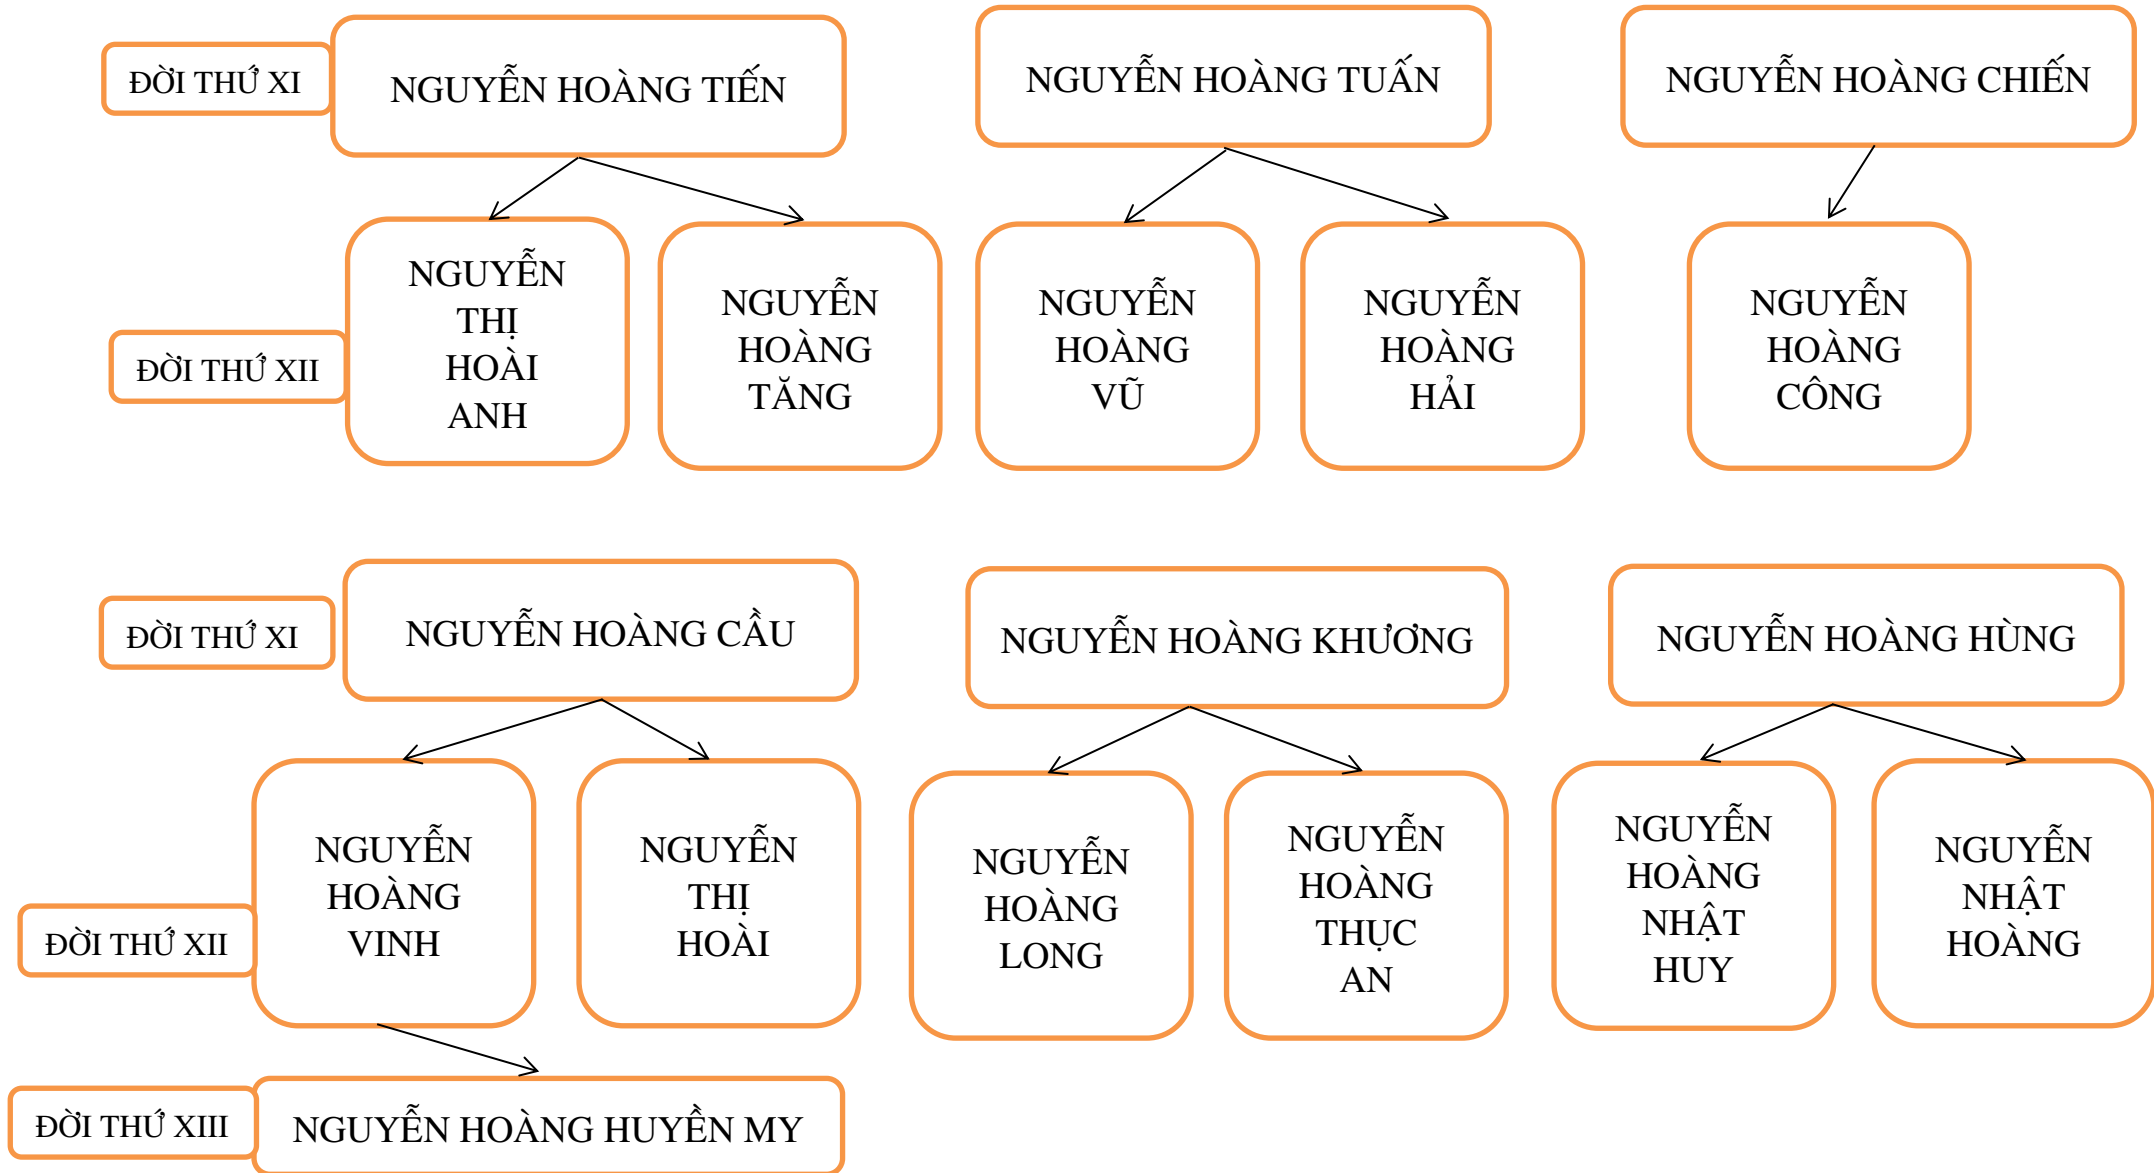 ĐỜI THỨ XI
NGUYỄN HOÀNG TIẾN
NGUYỄN HOÀNG TUẤN
NGUYỄN HOÀNG CHIẾN
ĐỜI THỨ XII
NGUYỄN
THỊ
HOÀI
ANH
NGUYỄN
HOÀNG
TĂNG
NGUYỄN
HOÀNG
VŨ
NGUYỄN
HOÀNG
HẢI
NGUYỄN
HOÀNG
CÔNG
ĐỜI THỨ XI
NGUYỄN HOÀNG CẦU
NGUYỄN HOÀNG KHƯƠNG
NGUYỄN HOÀNG HÙNG
ĐỜI THỨ XII
NGUYỄN
HOÀNG
VINH
NGUYỄN
THỊ
HOÀI
NGUYỄN
HOÀNG
LONG
NGUYỄN
HOÀNG
THỤC
AN
NGUYỄN
HOÀNG
NHẬT
HUY
NGUYỄN
NHẬT
HOÀNG
ĐỜI THỨ XIII
NGUYỄN HOÀNG HUYỀN MY